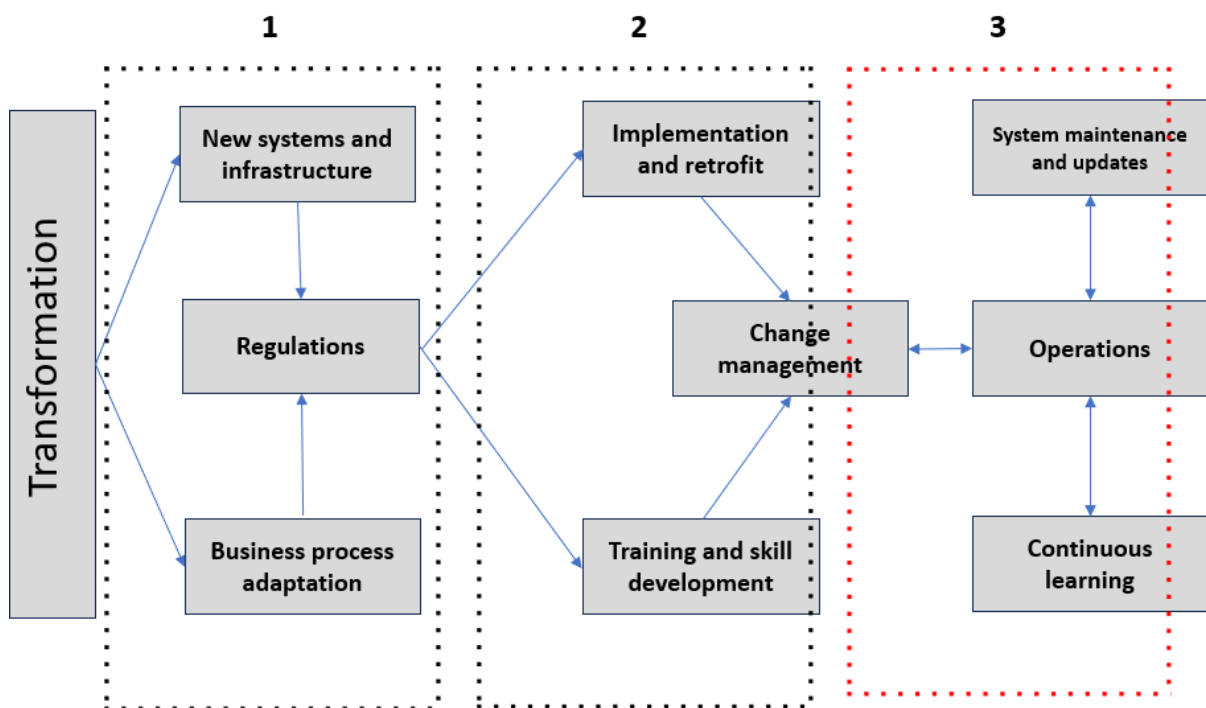 1
2
3
Transformation
New systems and
infrastructure
Regulations
Business process
adaptation
Implementation
and retrofit
Change
management
Training and skill
development
System maintenance
and updates
Operations
Continuous
learning